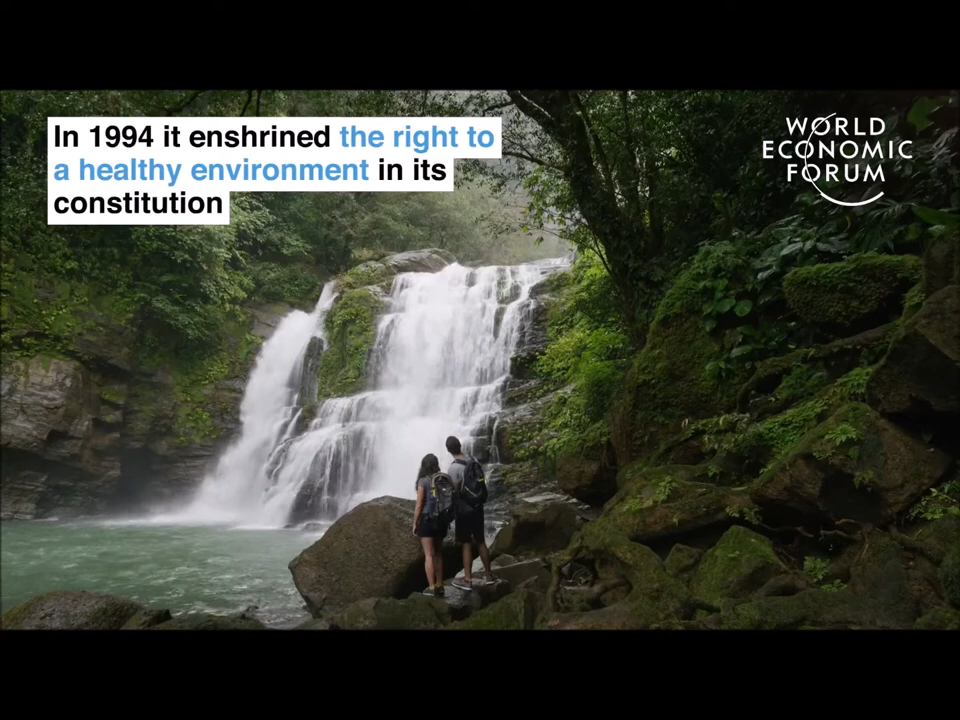 In 1994 it enshrined the right to
a healthy environment in its
constitution
WORLD
ECONOMIC
FORUM